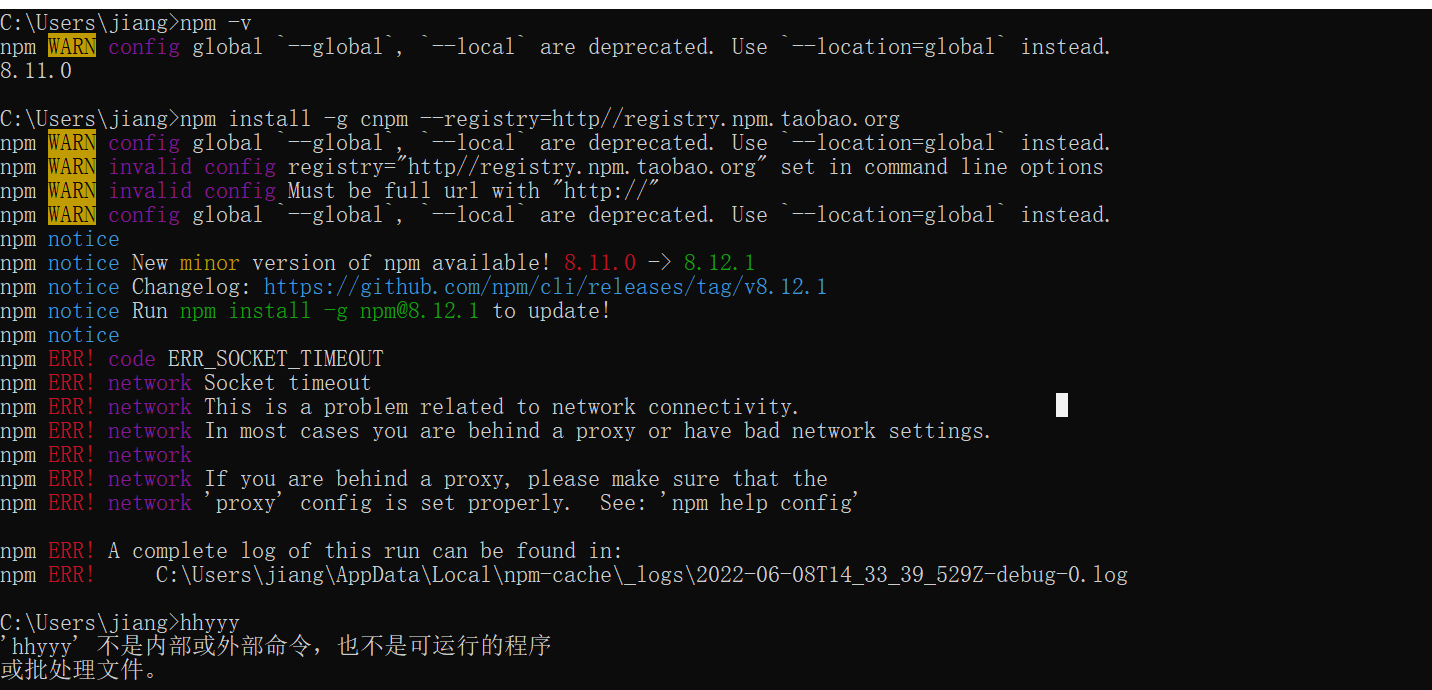 C:\Users\jiang>npm -v
npm WARN config global `--global`, `--local` are deprecated. Use `--location=global` instead.
8.11.0
C:\Users\jiang>npm install -g cnpm --registry=http//registry.npm.taobao.org
npm WARN config global `--global`, `--local` are deprecated. Use `--location=global` instead.
npm WARN invalid config registry="http//registry.npm.taobao.org" set in command line options
npm WARN invalid config Must be full url with "http://"
npm WARN config global `--global`, `--local` are deprecated. Use `--location=global` instead.
npm notice
npm notice New minor version of npm available! 8.11.0 -> 8.12.1
npm notice Changelog: https://github.com/npm/cli/releases/tag/v8.12.1
npm notice Run npm install -g npm@8.12.1 to update!
npm notice
npm ERR! code ERR_SOCKET_TIMEOUT
npm ERR! network Socket timeout
npm ERR! network This is a problem related to network connectivity.
npm ERR! network In most cases you are behind a proxy or have bad network settings.
npm ERR! network
npm ERR! network If you are behind a proxy, please make sure that the
npm ERR! network 'proxy' config is set properly.  See: 'npm help config'
npm ERR! A complete log of this run can be found in:
npm ERR!     C:\Users\jiang\AppData\Local\npm-cache\_logs\2022-06-08T14_33_39_529Z-debug-0.log
C:\Users\jiang>hhyyy
'hhyyy' 不是内部或外部命令，也不是可运行的程序
或批处理文件。